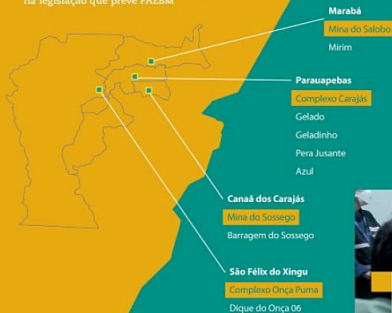 na legislação que prevê PAEBM
Marabá
Mina do Salobo
Mirim
Parauapebas
Complexo Carajás
Gelado
Geladinho
Pera Jusante
Azul
Canaã dos Carajás
Mina do Sossego
Barragem do Sossego
São Félix do Xingu
Complexo Onça Puma
Dique do Onça 06